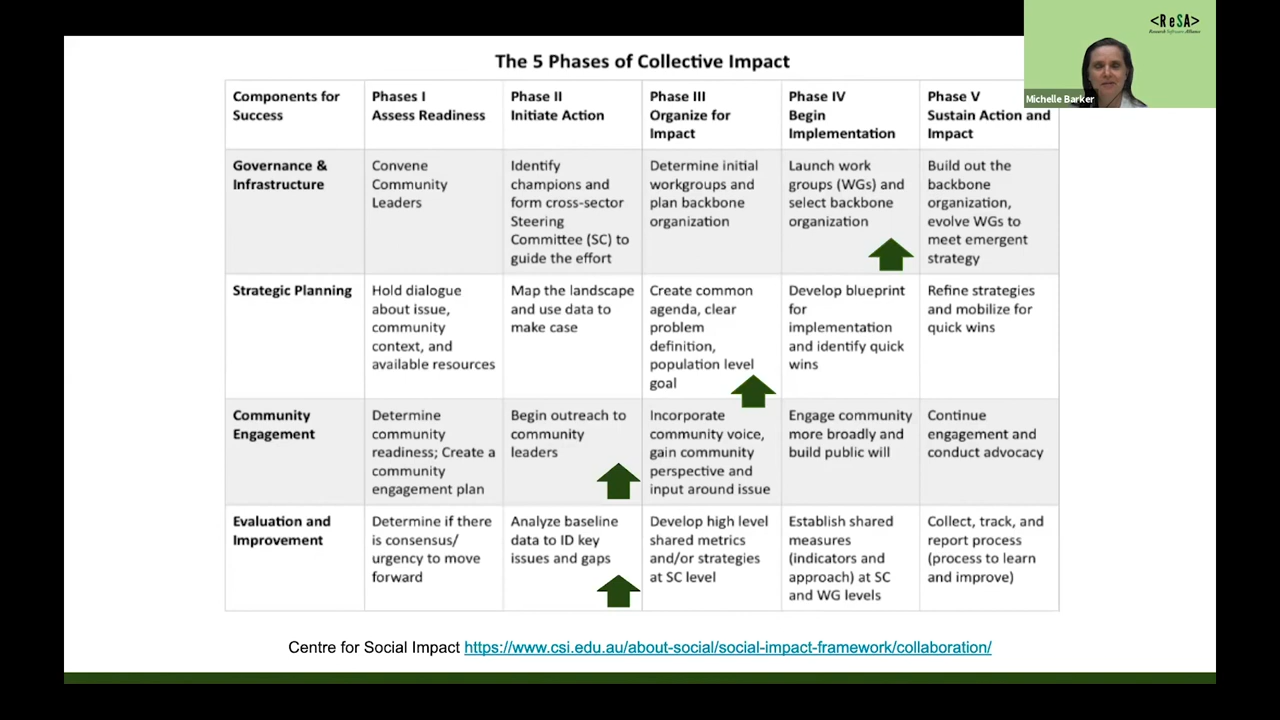 <ReSA>
Research Software Alliance
Michelle Barker
The 5 Phases of Collective Impact
Components for
Success
Phases I
Assess Readiness
Phase II
Initiate Action
Phase III
Organize for
Impact
Phase IV
Begin
Implementation
Phase V
Sustain Action and
Impact
Governance &
Infrastructure
Convene
Community
Leaders
Identify
champions and
form cross-sector
Steering
Committee (SC) to
guide the effort
Determine initial
workgroups and
plan backbone
organization
Launch work
groups (WGs) and
select backbone
organization
Build out the
backbone
organization,
evolve WGs to
meet emergent
strategy
Strategic Planning
Hold dialogue
about issue,
community
context, and
available resources
Map the landscape
and use data to
make case
Create common
agenda, clear
problem
definition,
population level
goal
Develop blueprint
for
implementation
and identify quick
wins
Refine strategies
and mobilize for
quick wins
Community
Engagement
Determine
community
readiness; Create a
community
engagement plan
Begin outreach to
community
leaders
Incorporate
community voice,
gain community
perspective and
input around issue
Engage community
more broadly and
build public will
Continue
engagement and
conduct advocacy
Evaluation and
Improvement
Determine if there
is consensus/
urgency to move
forward
Analyze baseline
data to ID key
issues and gaps
Develop high level
shared metrics
and/or strategies
at SC level
Establish shared
measures
(indicators and
approach) at SC
and WG levels
Collect, track, and
report process
(process to learn
and improve)
Centre for Social Impact https://www.csi.edu.au/about-social/social-impact-framework/collaboration/